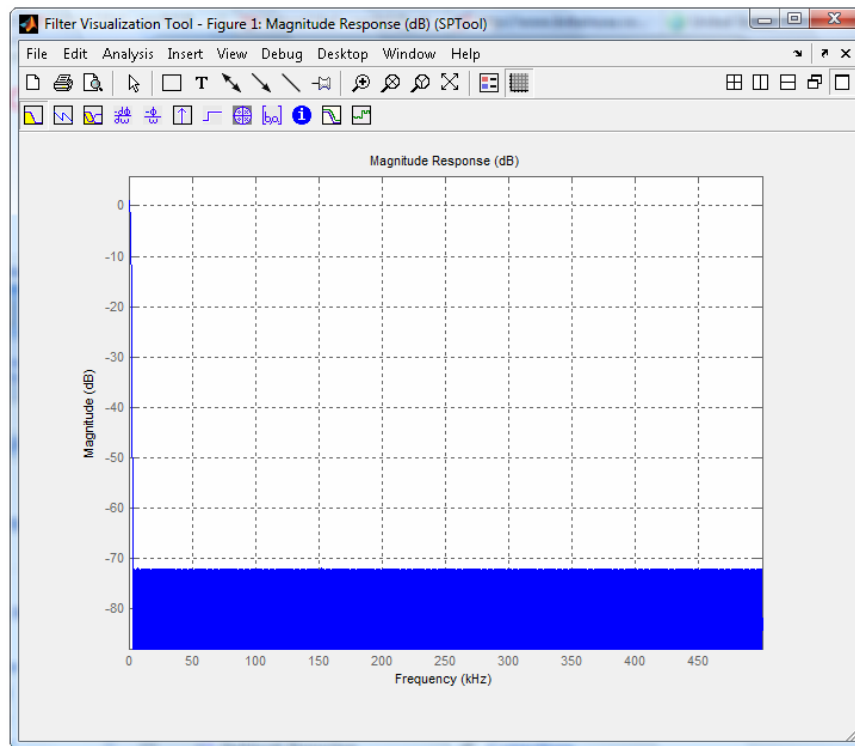 Filter Visualization Tool - Figure 1: Magnitude Response (dB) (SPTool)
File Edit Analysis Insert View Debug Desktop Window Help
T
[b,a]
i
Magnitude Response (dB)
0
-10
-20
-30
-40
-50
-60
-70
-80
Magnitude (dB)
0 50 100 150 200 250 300 350 400 450
Frequency (kHz)